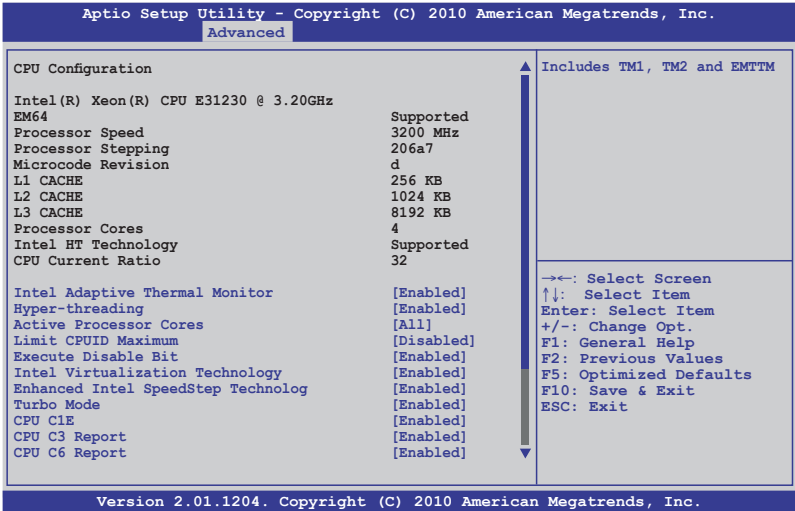 Aptio Setup Utility - Copyright (C) 2010 American Megatrends, Inc.
Advanced
CPU Configuration
Intel(R) Xeon(R) CPU E31230 @ 3.20GHz
EM64 Supported
Processor Speed 3200 MHz
Processor Stepping 206a7
Microcode Revision d
L1 CACHE 256 KB
L2 CACHE 1024 KB
L3 CACHE 8192 KB
Processor Cores 4
Intel HT Technology Supported
CPU Current Ratio 32
Intel Adaptive Thermal Monitor [Enabled]
Hyper-threading [Enabled]
Active Processor Cores [All]
Limit CPUID Maximum [Disabled]
Execute Disable Bit [Enabled]
Intel Virtualization Technology [Enabled]
Enhanced Intel SpeedStep Technolog [Enabled]
Turbo Mode [Enabled]
CPU C1E [Enabled]
CPU C3 Report [Enabled]
CPU C6 Report [Enabled]
Includes TM1, TM2 and EMTTM
→←: Select Screen
↑↓: Select Item
Enter: Select Item
+/-: Change Opt.
F1: General Help
F2: Previous Values
F5: Optimized Defaults
F10: Save & Exit
ESC: Exit
Version 2.01.1204. Copyright (C) 2010 American Megatrends, Inc.